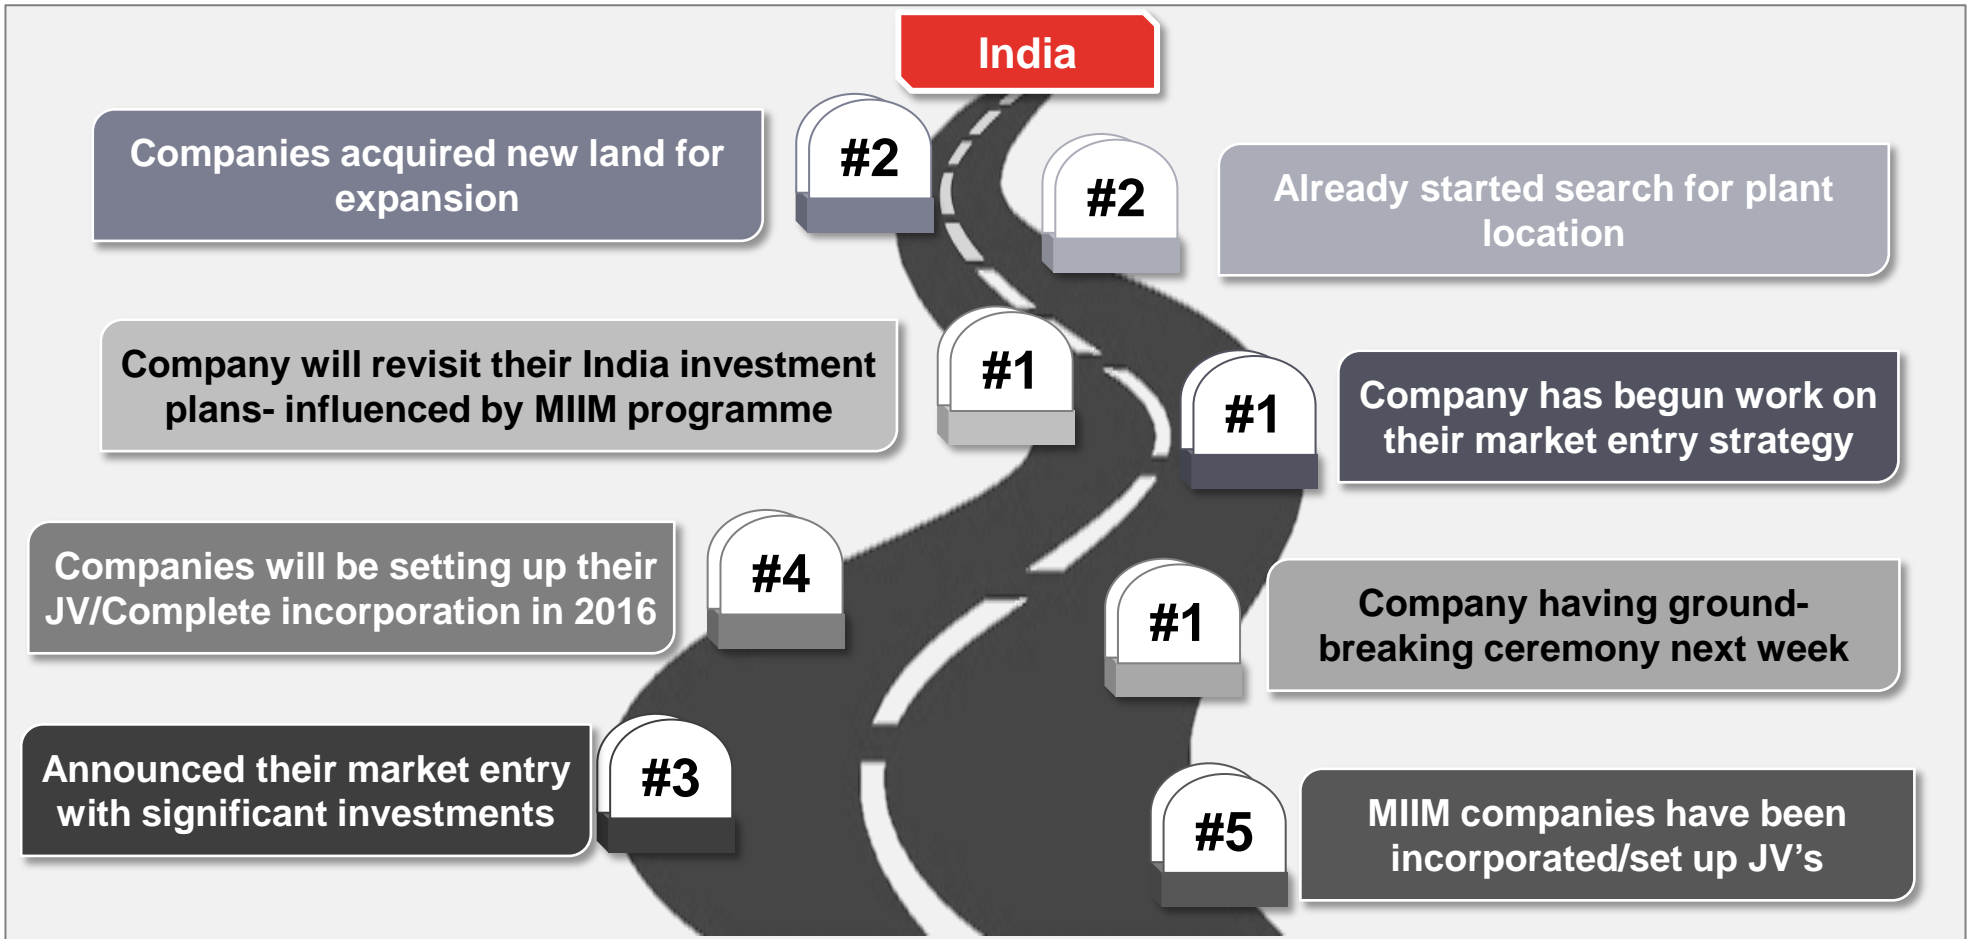 India
Companies acquired new land for
expansion
#2
#2
Already started search for plant
location
Company will revisit their India investment
plans- influenced by MIIM programme
#1
#1
Company has begun work on
their market entry strategy
Companies will be setting up their
JV/Complete incorporation in 2016
#4
#1
Company having ground-
breaking ceremony next week
Announced their market entry
with significant investments
#3
#5
MIIM companies have been
incorporated/set up JV’s